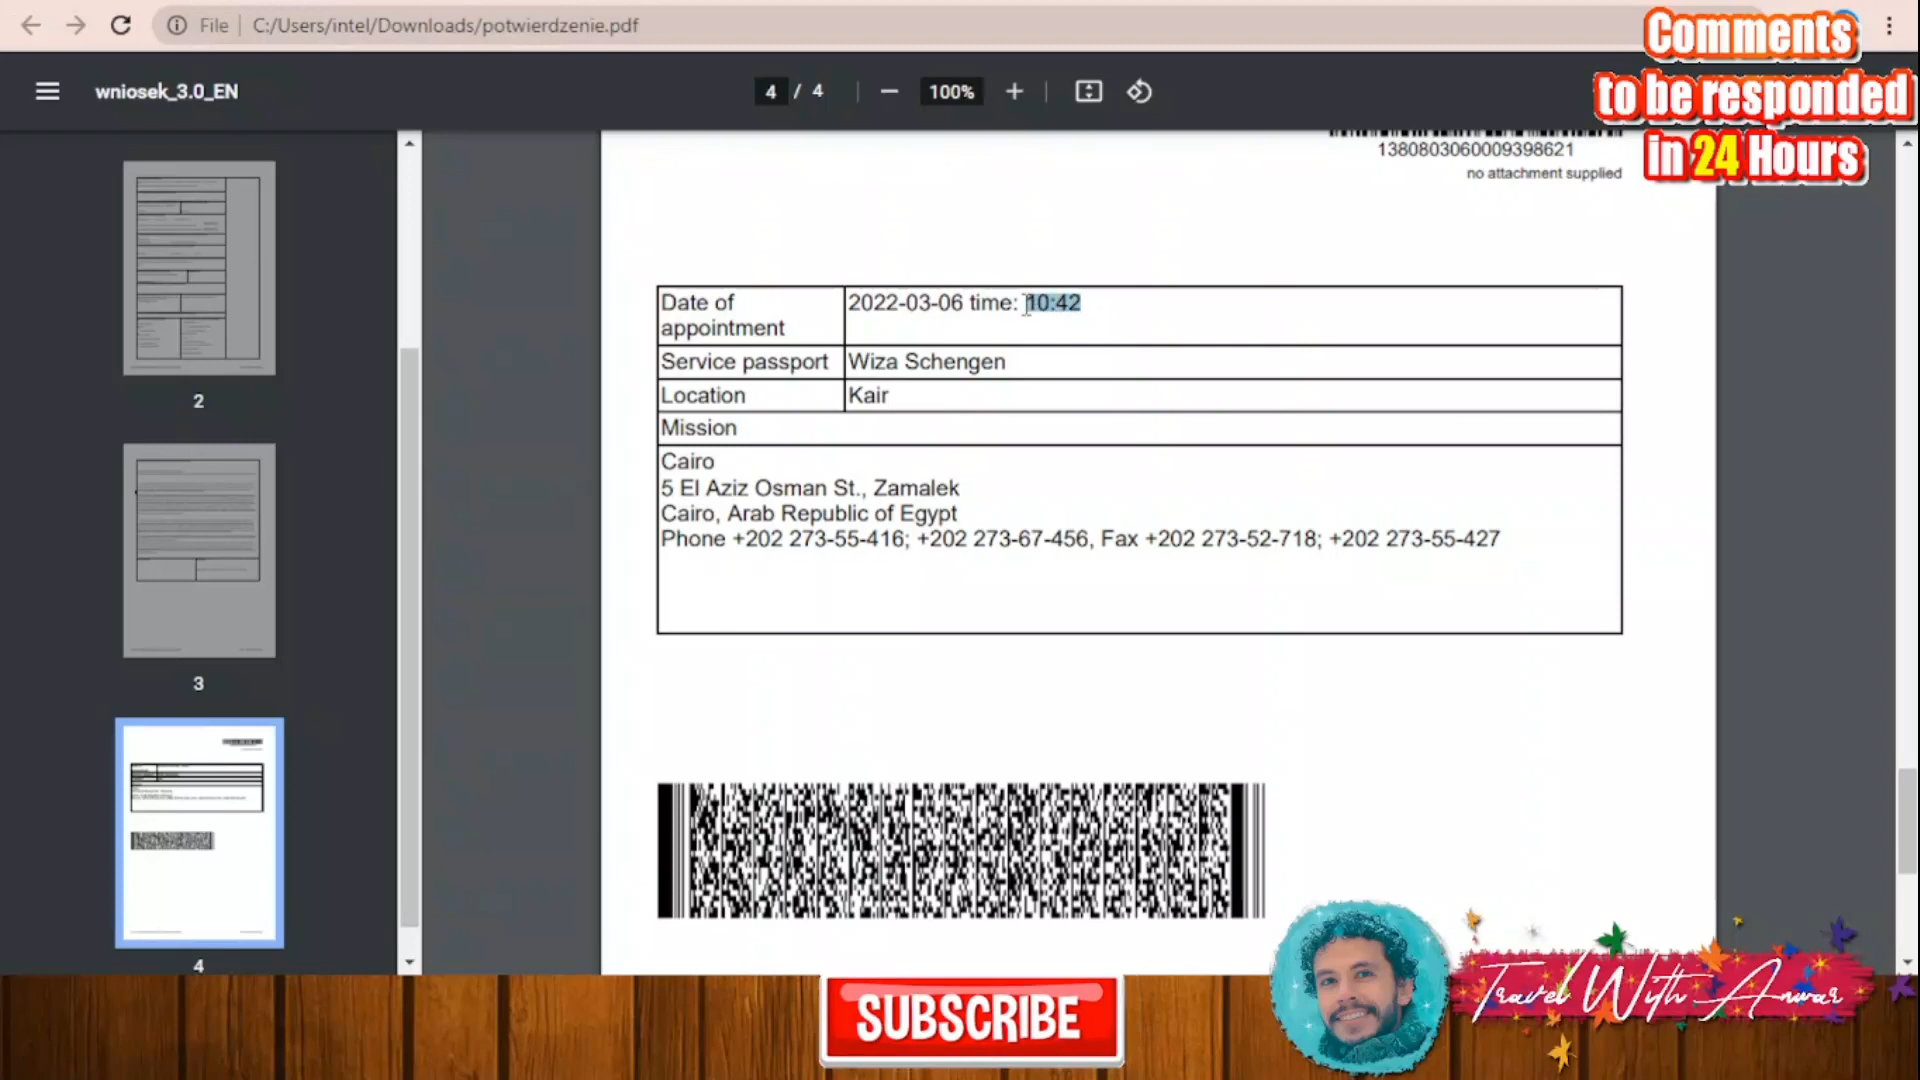 File
C:/Users/intel/Downloads/potwierdzenie.pdf
Comments
to be responded
in 24 Hours
wniosek_3.0_EN
4 / 4
100%
2
3
4
1380803060009398621
no attachment supplied
Date of appointment
2022-03-06 time: 10:42
Service passport
Wiza Schengen
Location
Kair
Mission
Cairo
5 El Aziz Osman St., Zamalek
Cairo, Arab Republic of Egypt
Phone +202 273-55-416; +202 273-67-456, Fax +202 273-52-718; +202 273-55-427
SUBSCRIBE
Travel With Anwar